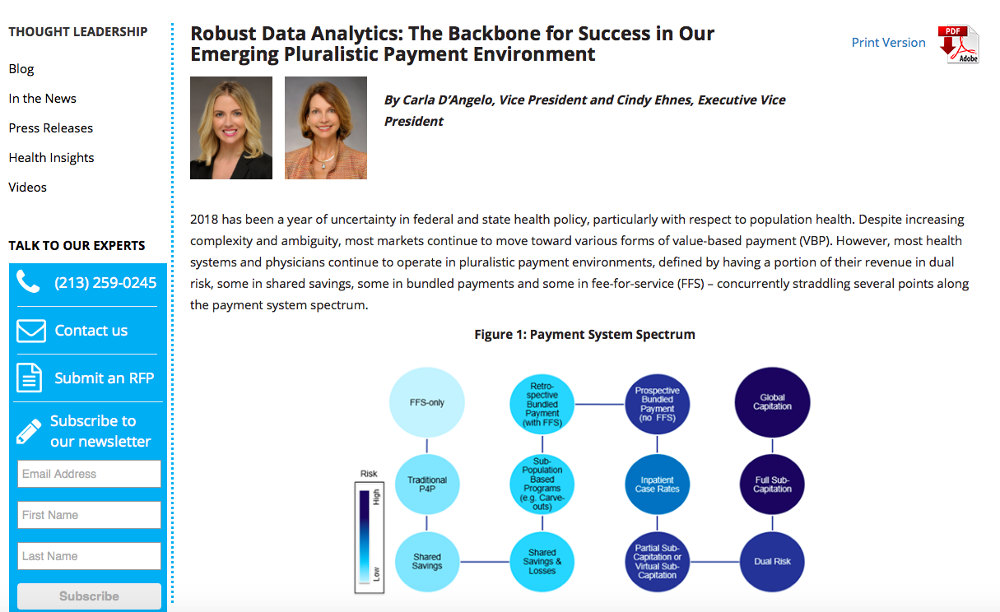 THOUGHT LEADERSHIP
Blog
In the News
Press Releases
Health Insights
Videos
TALK TO OUR EXPERTS
(213) 259-0245
Contact us
Submit an RFP
Subscribe to
our newsletter
Email Address
First Name
Last Name
Subscribe
Robust Data Analytics: The Backbone for Success in Our
Emerging Pluralistic Payment Environment
Print Version
PDF
Adobe
By Carla D'Angelo, Vice President and Cindy Ehnes, Executive Vice
President
2018 has been a year of uncertainty in federal and state health policy, particularly with respect to population health. Despite increasing
complexity and ambiguity, most markets continue to move toward various forms of value-based payment (VBP). However, most health
systems and physicians continue to operate in pluralistic payment environments, defined by having a portion of their revenue in dual
risk, some in shared savings, some in bundled payments and some in fee-for-service (FFS) – concurrently straddling several points along
the payment system spectrum.
Figure 1: Payment System Spectrum
Risk
High
Low
FFS-only
Traditional
P4P
Shared
Savings
Shared
Savings &
Losses
Sub-
Population
Based
Programs
(e.g. Carve-
outs)
Retro-
spective
Bundled
Payment
(with FFS)
Prospective
Bundled
Payment
(no FFS)
Inpatient
Case Rates
Partial Sub-
Capitation or
Virtual Sub-
Capitation
Dual Risk
Full Sub-
Capitation
Global
Capitation